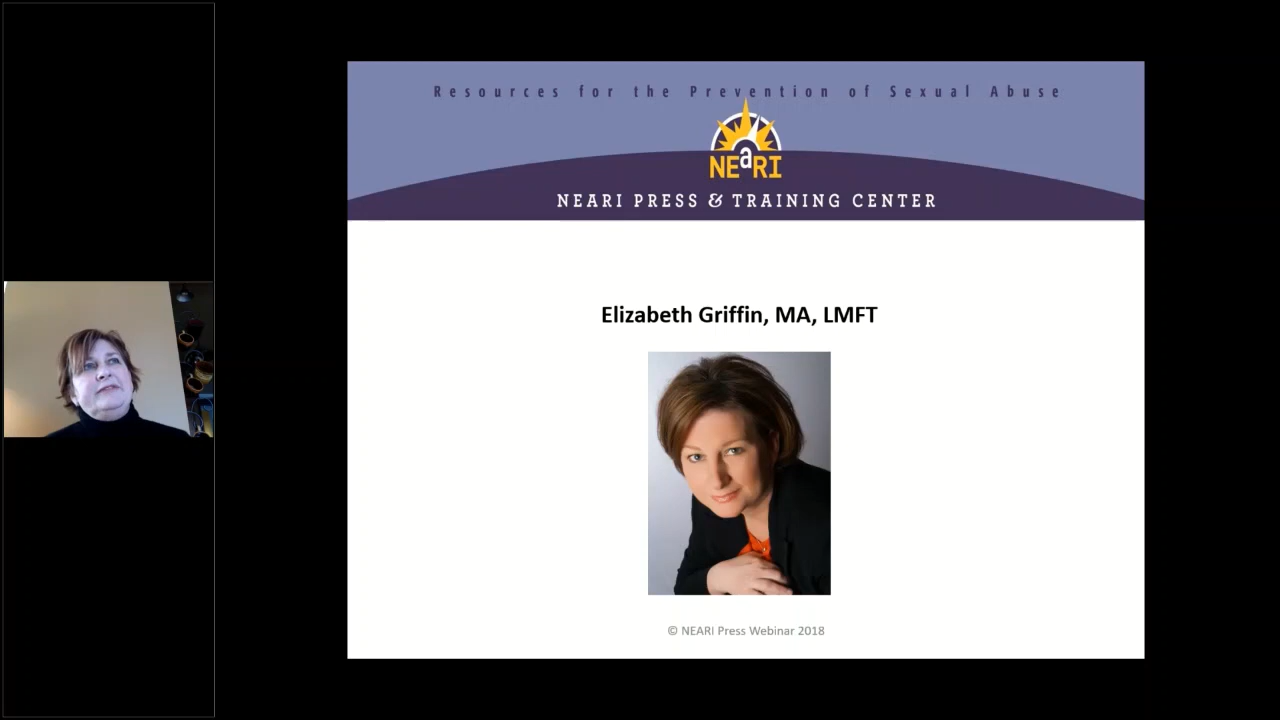 Resources for the Prevention of Sexual Abuse
NEaRI
NEARI PRESS & TRAINING CENTER
Elizabeth Griffin, MA, LMFT
© NEARI Press Webinar 2018